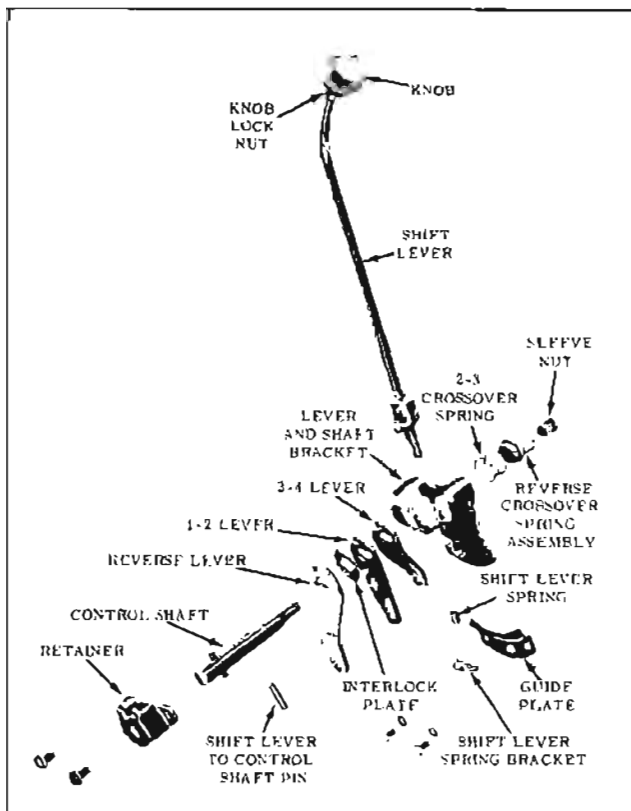 KNOB
KNOB
LOCK
NUT
SHIFT
LEVER
SLEEVE
NUT
2-3
CROSSOVER
SPRING
LEVER
AND SHAFT
BRACKET
3-4 LEVER
REVERSE
CROSSOVER
SPRING
ASSEMBLY
1-2 LEVER
REVERSE LEVER
SHIFT LEVER
SPRING
CONTROL SHAFT
RETAINER
INTERLOCK
PLATE
GUIDE
PLATE
SHIFT LEVER
TO CONTROL
SHAFT PIN
SHIFT LEVER
SPRING BRACKET